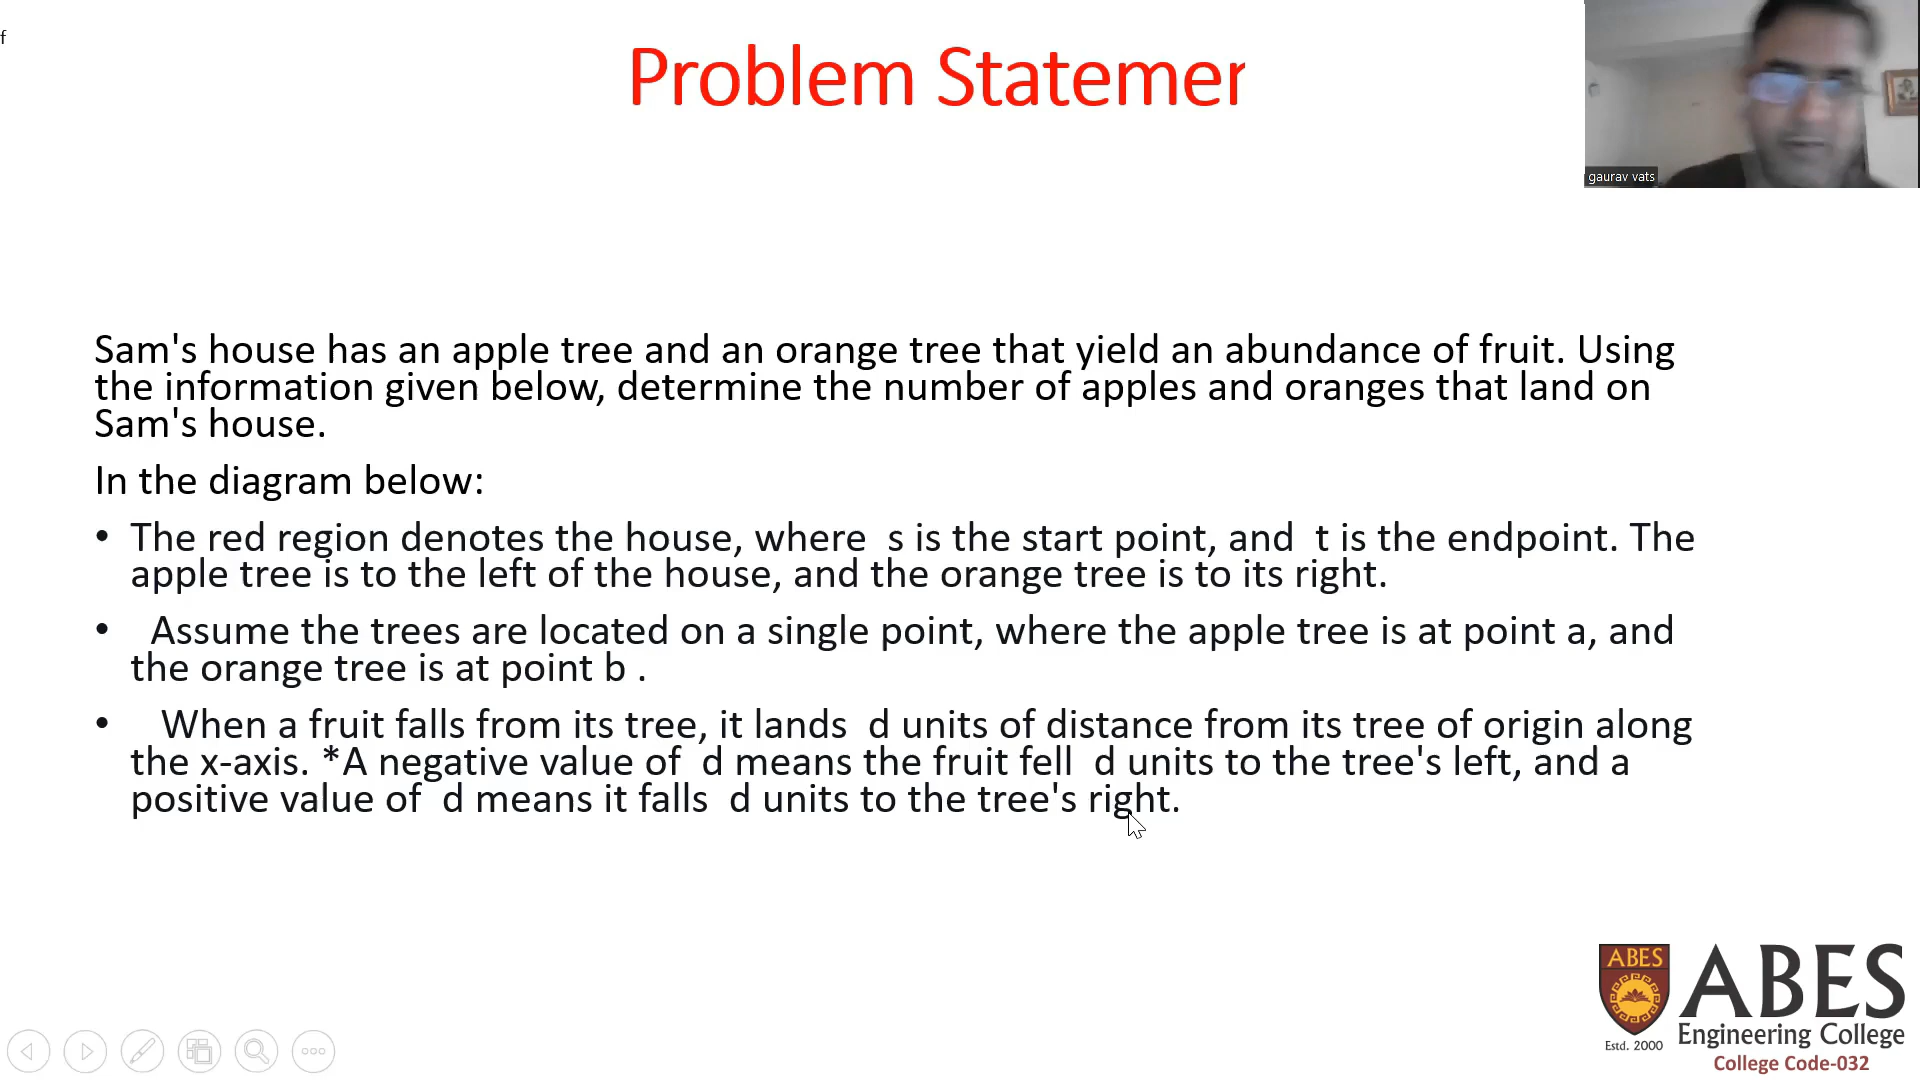 f
Problem Statemer
gaurav vats
Sam's house has an apple tree and an orange tree that yield an abundance of fruit. Using
the information given below, determine the number of apples and oranges that land on
Sam's house.
In the diagram below:
• The red region denotes the house, where s is the start point, and t is the endpoint. The
apple tree is to the left of the house, and the orange tree is to its right.
• Assume the trees are located on a single point, where the apple tree is at point a, and
the orange tree is at point b .
• When a fruit falls from its tree, it lands d units of distance from its tree of origin along
the x-axis. *A negative value of d means the fruit fell d units to the tree's left, and a
positive value of d means it falls d units to the tree's right.
ABES
Estd. 2000
ABES
Engineering College
College Code-032